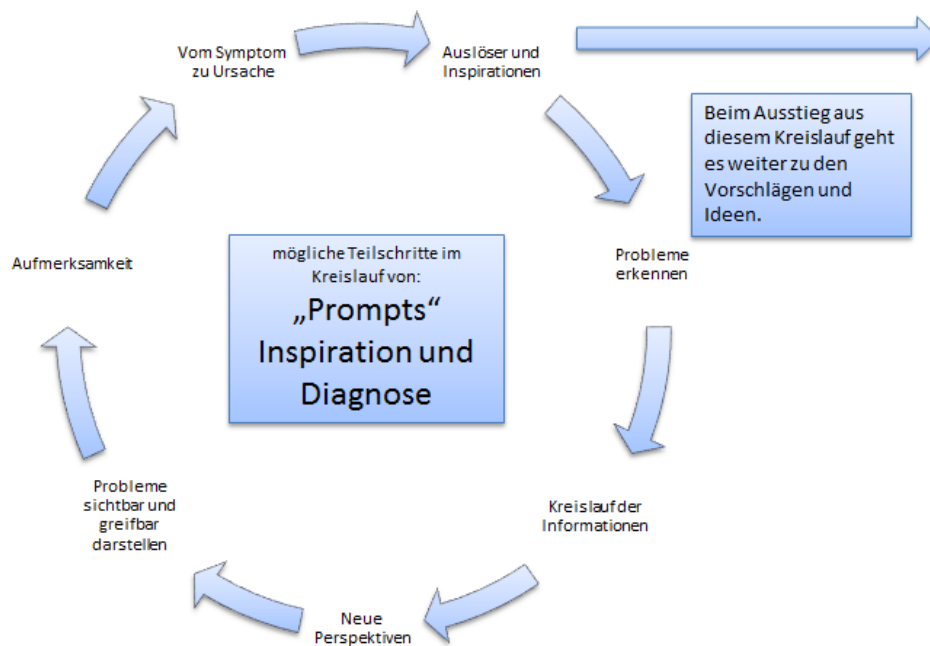 Vom Symptom
zu Ursache
Auslöser und
Inspirationen
Beim Ausstieg aus
diesem Kreislauf geht
es weiter zu den
Vorschlägen und
Ideen.
Probleme
erkennen
Kreislauf der
Informationen
Neue
Perspektiven
Probleme
sichtbar und
greifbar
darstellen
Aufmerksamkeit
mögliche Teilschritte im
Kreislauf von:
„Prompts“
Inspiration und
Diagnose